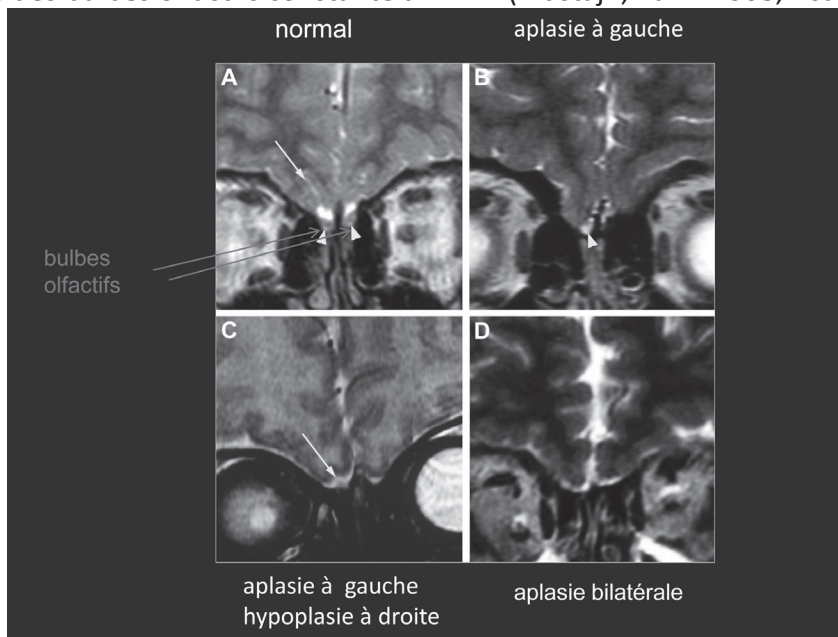 normal
aplasie à gauche
A
B
bulbes
olfactifs
C
D
aplasie à gauche
hypoplasie à droite
aplasie bilatérale